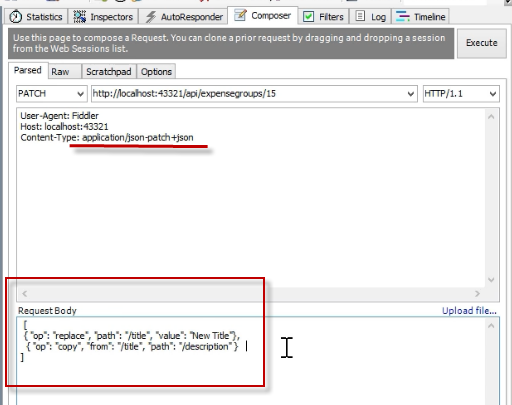 Statistics Inspectors AutoResponder Composer Filters Log Timeline
Use this page to compose a Request. You can clone a prior request by dragging and dropping a session
from the Web Sessions list.
Execute
Parsed Raw Scratchpad Options
PATCH http://localhost:43321/api/expensegroups/15 HTTP/1.1
User-Agent: Fiddler
Host: localhost:43321
Content-Type: application/json-patch+json
Request Body Upload file...
[
{ "op": "replace", "path": "/title", "value": "New Title"},
{ "op": "copy", "from": "/title", "path": "/description" }
]